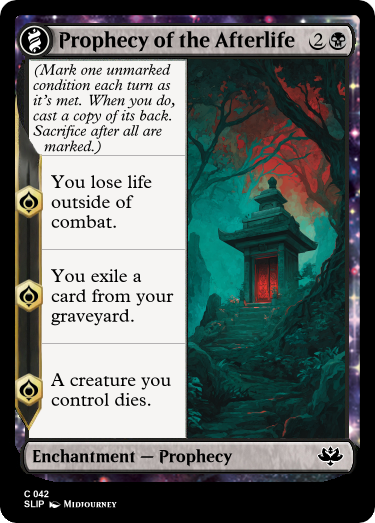 Prophecy of the Afterlife 2
(Mark one unmarked
condition each turn as
it's met. When you do,
cast a copy of its back.
Sacrifice after all are
marked.)
You lose life
outside of
combat.
You exile a
card from your
graveyard.
A creature you
control dies.
Enchantment — Prophecy
C 042
SLIP Midjourney